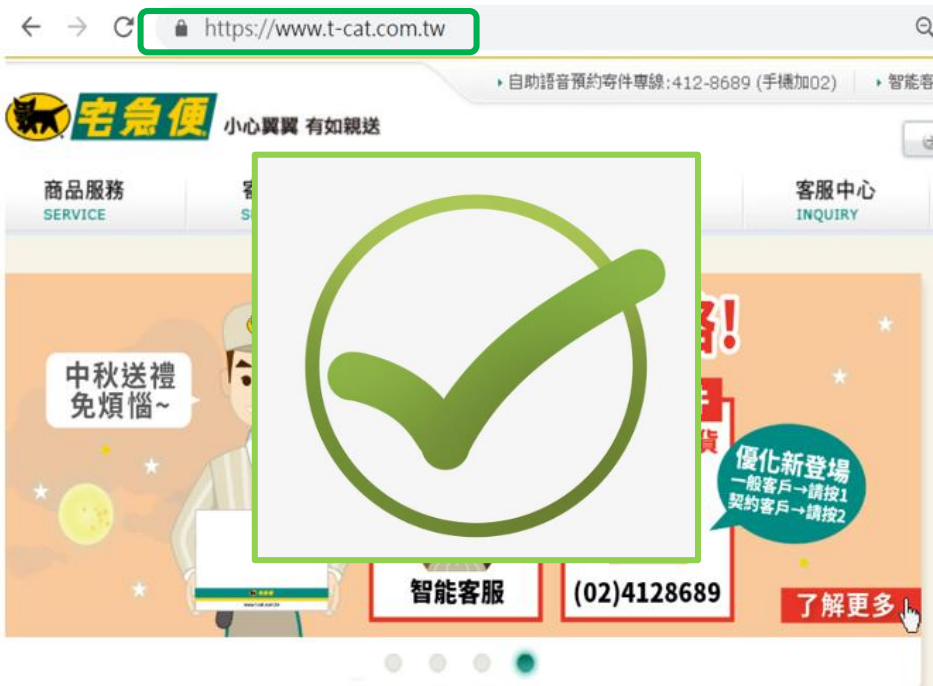 https://www.t-cat.com.tw
自助語音預約寄件專線:412-8689 (手機加02)
智能客
宅急便
小心翼翼 有如親送
商品服務
SERVICE
客服中心
INQUIRY
中秋送禮
免煩惱~
優化新登場
一般客戶→請按1
契約客戶→請按2
智能客服
(02)4128689
了解更多